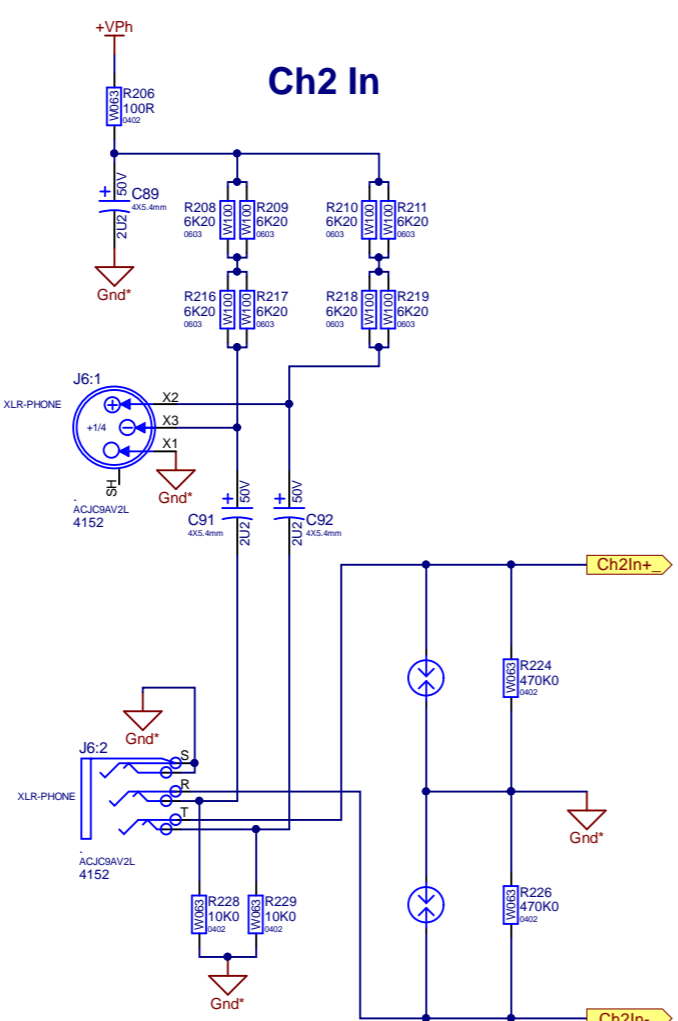 +VPh
Ch2 In
R206
100R
0402
W063
+
50V
C89
4X5.4mm
2U2
Gnd*
R208
6K20
0603
W100
W100
R209
6K20
0603
R210
6K20
0603
W100
W100
R211
6K20
0603
R216
6K20
0603
W100
W100
R217
6K20
0603
R218
6K20
0603
W100
W100
R219
6K20
0603
J6:1
XLR-PHONE
+1/4
X2
X3
X1
SH
Gnd*
-
ACJC9AV2L
4152
+
50V
C91
4X5.4mm
2U2
+
50V
C92
4X5.4mm
2U2
Ch2In+_
R224
470K0
0402
W063
Gnd*
J6:2
XLR-PHONE
S
R
T
-
ACJC9AV2L
4152
Gnd*
R226
470K0
0402
W063
R228
10K0
0402
W063
R229
10K0
0402
W063
Gnd*
Ch2In-_